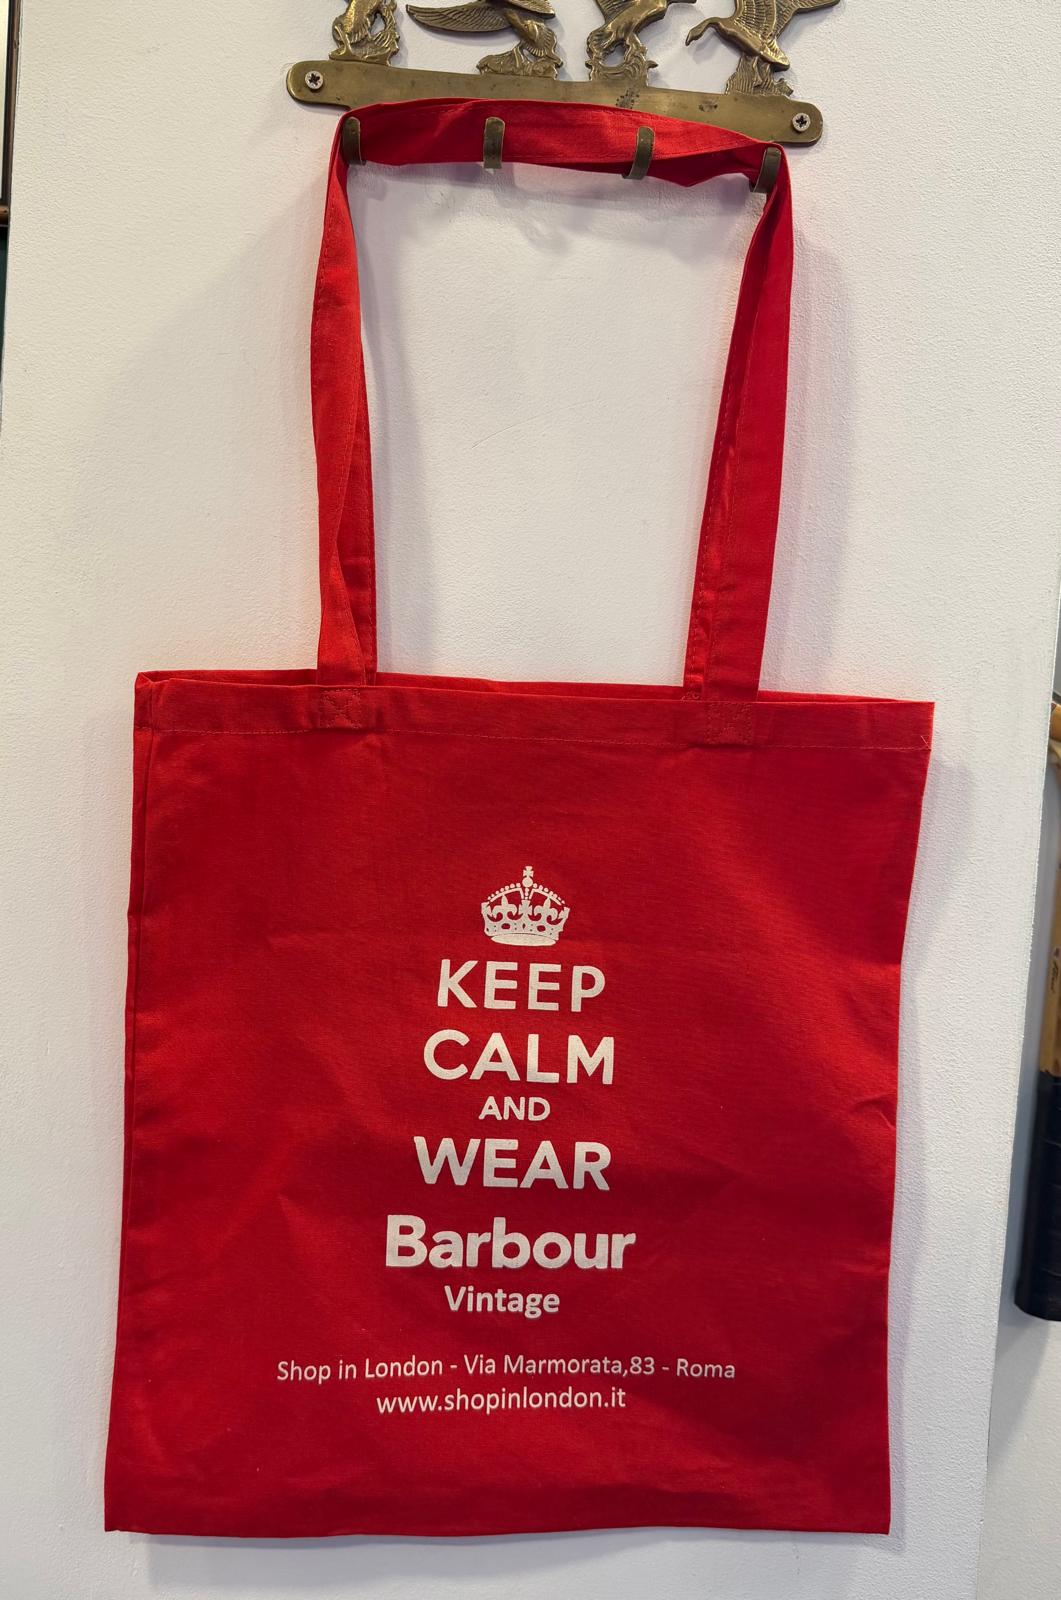 KEEP
CALM
AND
WEAR
Barbour
Vintage
Shop in London - Via Marmorata,83 - Roma
www.shopinlondon.it